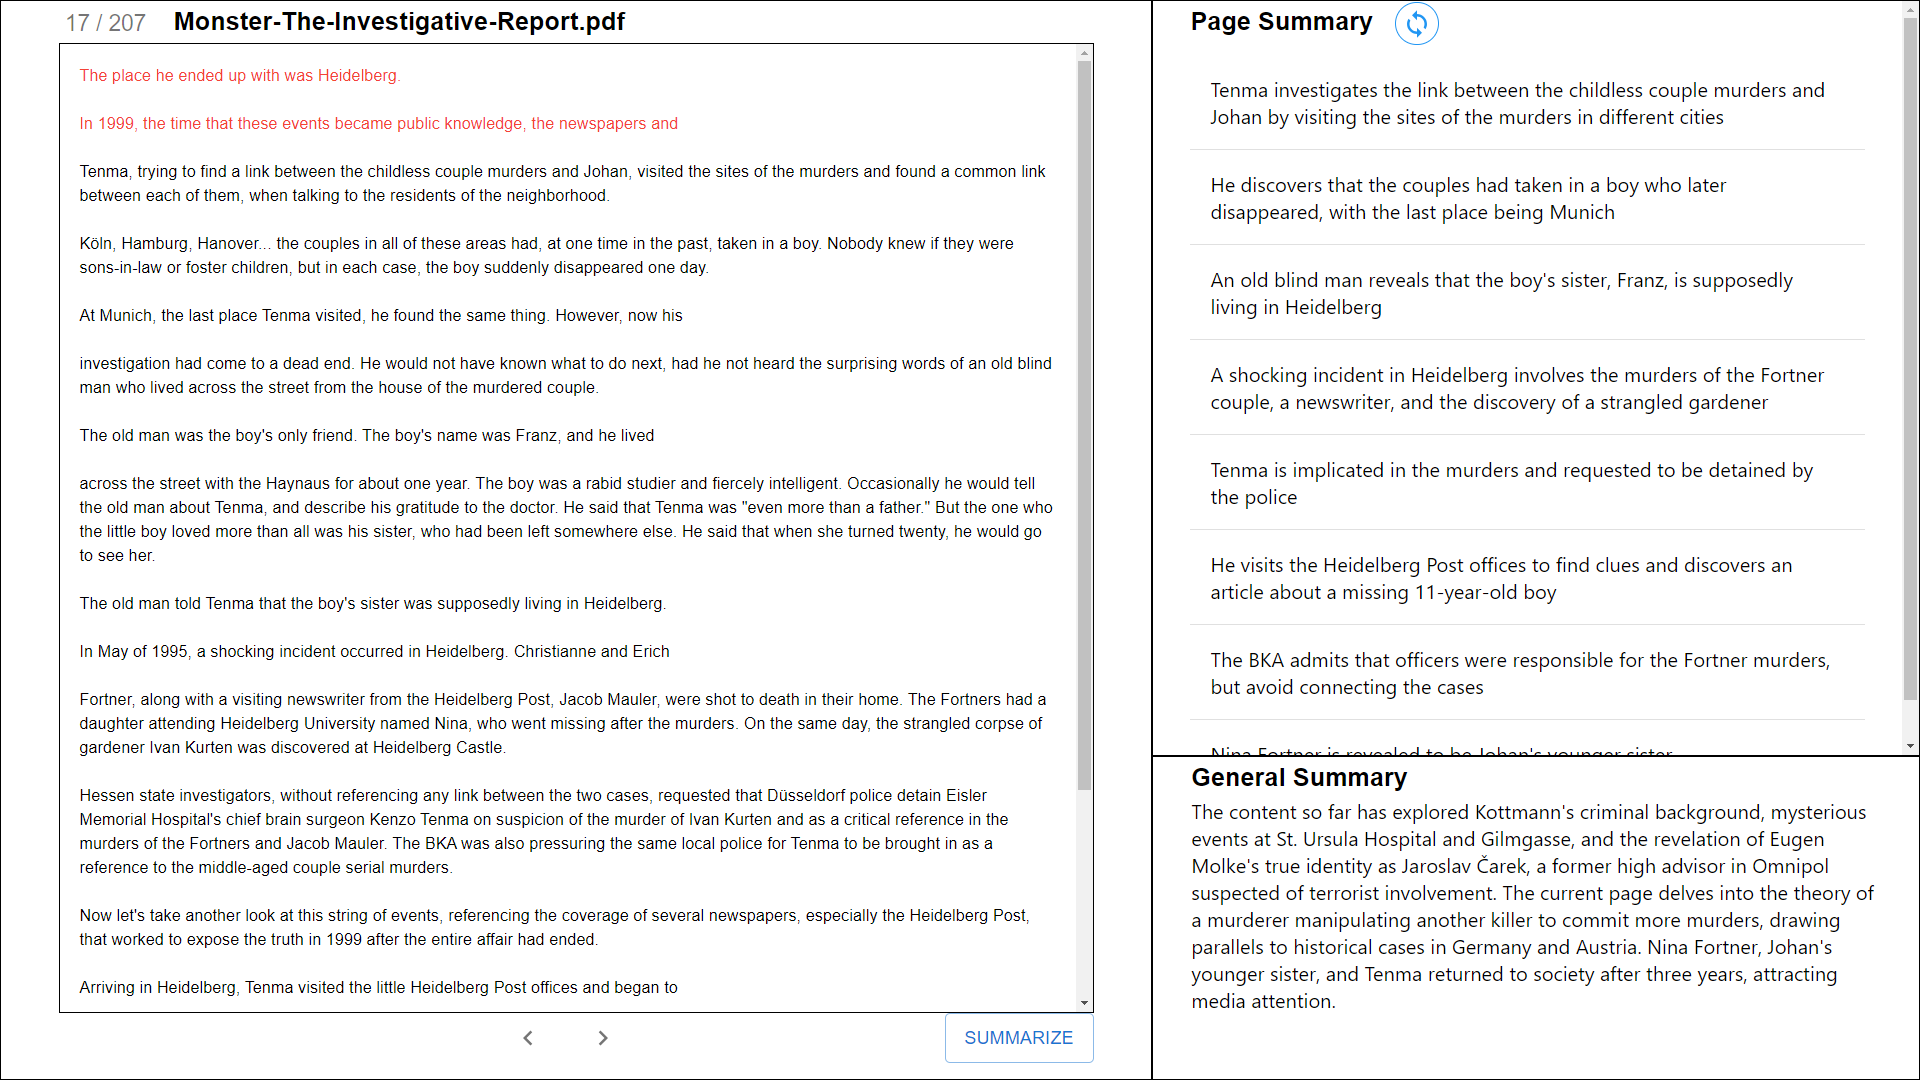 17 / 207 Monster-The-Investigative-Report.pdf
The place he ended up with was Heidelberg.
In 1999, the time that these events became public knowledge, the newspapers and
Tenma, trying to find a link between the childless couple murders and Johan, visited the sites of the murders and found a common link
between each of them, when talking to the residents of the neighborhood.
Köln, Hamburg, Hanover... the couples in all of these areas had, at one time in the past, taken in a boy. Nobody knew if they were
sons-in-law or foster children, but in each case, the boy suddenly disappeared one day.
At Munich, the last place Tenma visited, he found the same thing. However, now his
investigation had come to a dead end. He would not have known what to do next, had he not heard the surprising words of an old blind
man who lived across the street from the house of the murdered couple.
The old man was the boy's only friend. The boy's name was Franz, and he lived
across the street with the Haynaus for about one year. The boy was a rabid studier and fiercely intelligent. Occasionally he would tell
the old man about Tenma, and describe his gratitude to the doctor. He said that Tenma was "even more than a father." But the one who
the little boy loved more than all was his sister, who had been left somewhere else. He said that when she turned twenty, he would go
to see her.
The old man told Tenma that the boy's sister was supposedly living in Heidelberg.
In May of 1995, a shocking incident occurred in Heidelberg. Christianne and Erich
Fortner, along with a visiting newswriter from the Heidelberg Post, Jacob Mauler, were shot to death in their home. The Fortners had a
daughter attending Heidelberg University named Nina, who went missing after the murders. On the same day, the strangled corpse of
gardener Ivan Kurten was discovered at Heidelberg Castle.
Hessen state investigators, without referencing any link between the two cases, requested that Düsseldorf police detain Eisler
Memorial Hospital's chief brain surgeon Kenzo Tenma on suspicion of the murder of Ivan Kurten and as a critical reference in the
murders of the Fortners and Jacob Mauler. The BKA was also pressuring the same local police for Tenma to be brought in as a
reference to the middle-aged couple serial murders.
Now let's take another look at this string of events, referencing the coverage of several newspapers, especially the Heidelberg Post,
that worked to expose the truth in 1999 after the entire affair had ended.
Arriving in Heidelberg, Tenma visited the little Heidelberg Post offices and began to
SUMMARIZE
Page Summary
Tenma investigates the link between the childless couple murders and
Johan by visiting the sites of the murders in different cities
He discovers that the couples had taken in a boy who later
disappeared, with the last place being Munich
An old blind man reveals that the boy's sister, Franz, is supposedly
living in Heidelberg
A shocking incident in Heidelberg involves the murders of the Fortner
couple, a newswriter, and the discovery of a strangled gardener
Tenma is implicated in the murders and requested to be detained by
the police
He visits the Heidelberg Post offices to find clues and discovers an
article about a missing 11-year-old boy
The BKA admits that officers were responsible for the Fortner murders,
but avoid connecting the cases
Nina Fortner is revealed to be Johan's younger sister
General Summary
The content so far has explored Kottmann's criminal background, mysterious
events at St. Ursula Hospital and Gilmgasse, and the revelation of Eugen
Molke's true identity as Jaroslav Čarek, a former high advisor in Omnipol
suspected of terrorist involvement. The current page delves into the theory of
a murderer manipulating another killer to commit more murders, drawing
parallels to historical cases in Germany and Austria. Nina Fortner, Johan's
younger sister, and Tenma returned to society after three years, attracting
media attention.